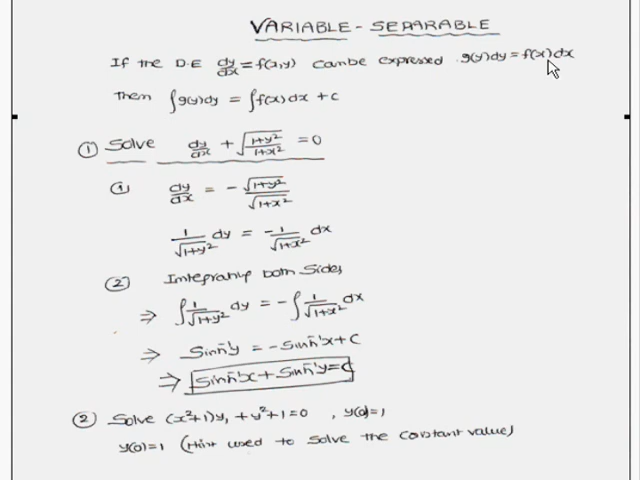 VARIABLE - SEPARABLE
If the D.E dy/dx = f(x,y) can be expressed g(y)dy = f(x)dx
Then ∫g(y)dy = ∫f(x)dx + c
① Solve dy/dx + √(1+y²/1+x²) = 0
① dy/dx = - √1+y² / √1+x²
1/√1+y² dy = -1/√1+x² dx
② Integrating both sides
⇒ ∫1/√1+y² dy = -∫1/√1+x² dx
⇒ Sinh⁻¹y = -Sinh⁻¹x + C
⇒ Sinh⁻¹x + Sinh⁻¹y = C
② Solve (x²+1)y₁ + y²+1 = 0 , y(0)=1
y(0)=1 (Hint used to solve the constant value)